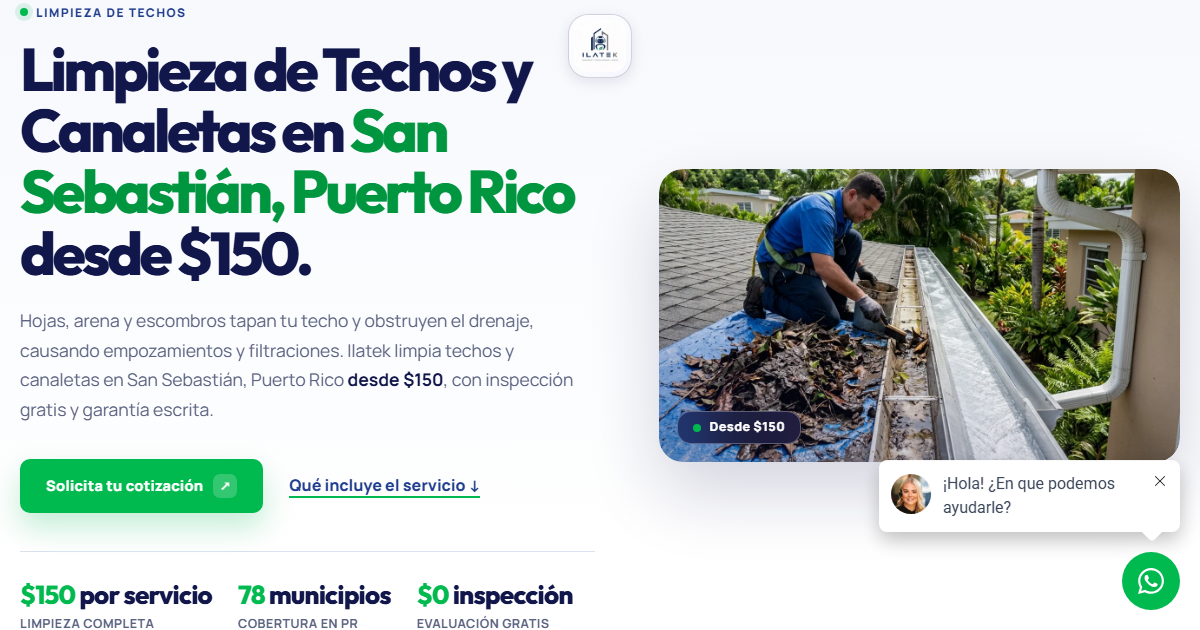 LIMPIEZA DE TECHOS
ILATEK
Limpieza de Techos y
Canaletas en San
Sebastián, Puerto Rico
desde $150.
Hojas, arena y escombros tapan tu techo y obstruyen el drenaje,
causando empozamientos y filtraciones. Ilatek limpia techos y
canaletas en San Sebastián, Puerto Rico desde $150, con inspección
gratis y garantía escrita.
Solicita tu cotización ↗
Qué incluye el servicio ↓
Desde $150
¡Hola! ¿En que podemos
ayudarle?
$150 por servicio
LIMPIEZA COMPLETA
78 municipios
COBERTURA EN PR
$0 inspección
EVALUACIÓN GRATIS